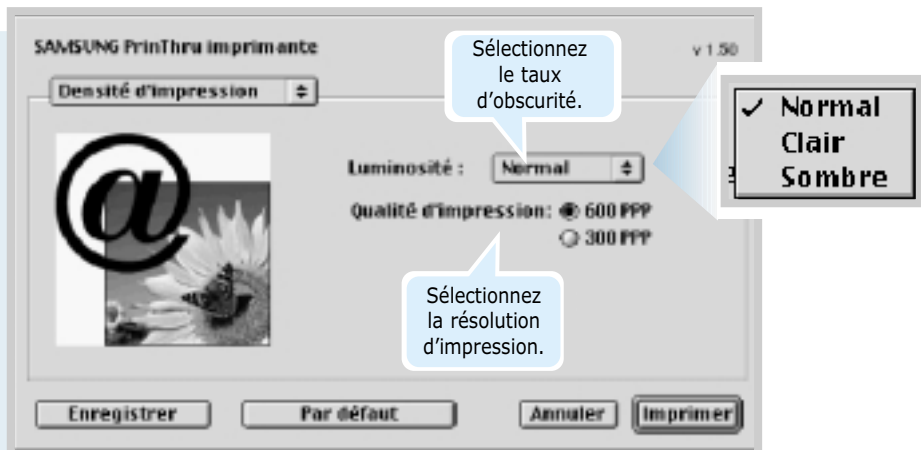 SAMSUNG PrinThru imprimante
v 1.50
Sélectionnez
le taux
d'obscurité.
Densité d'impression
Luminosité :
Normal
✓ Normal
Clair
Sombre
Qualité d'impression:
600 PPP
300 PPP
Sélectionnez
la résolution
d'impression.
Enregistrer
Par défaut
Annuler
Imprimer